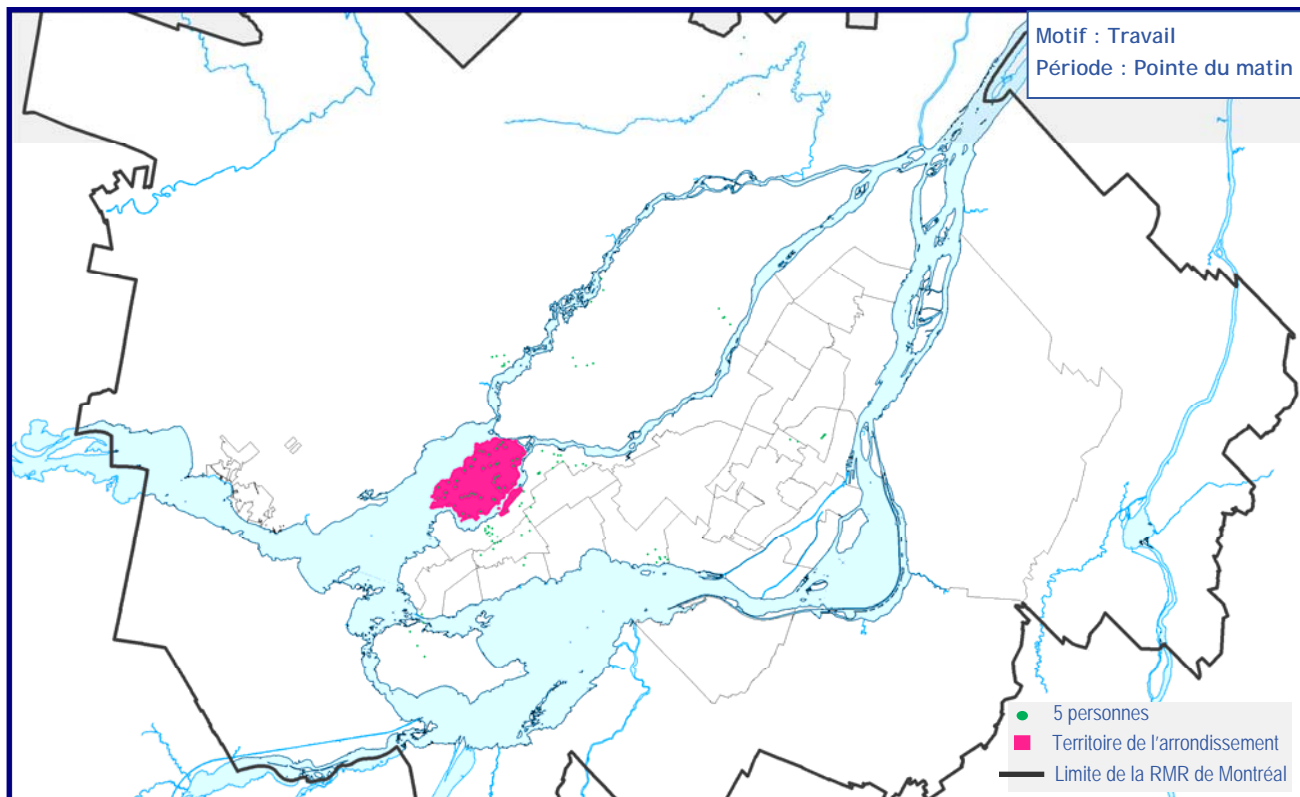 Motif : Travail
Période : Pointe du matin
5 personnes
Territoire de l'arrondissement
Limite de la RMR de Montréal